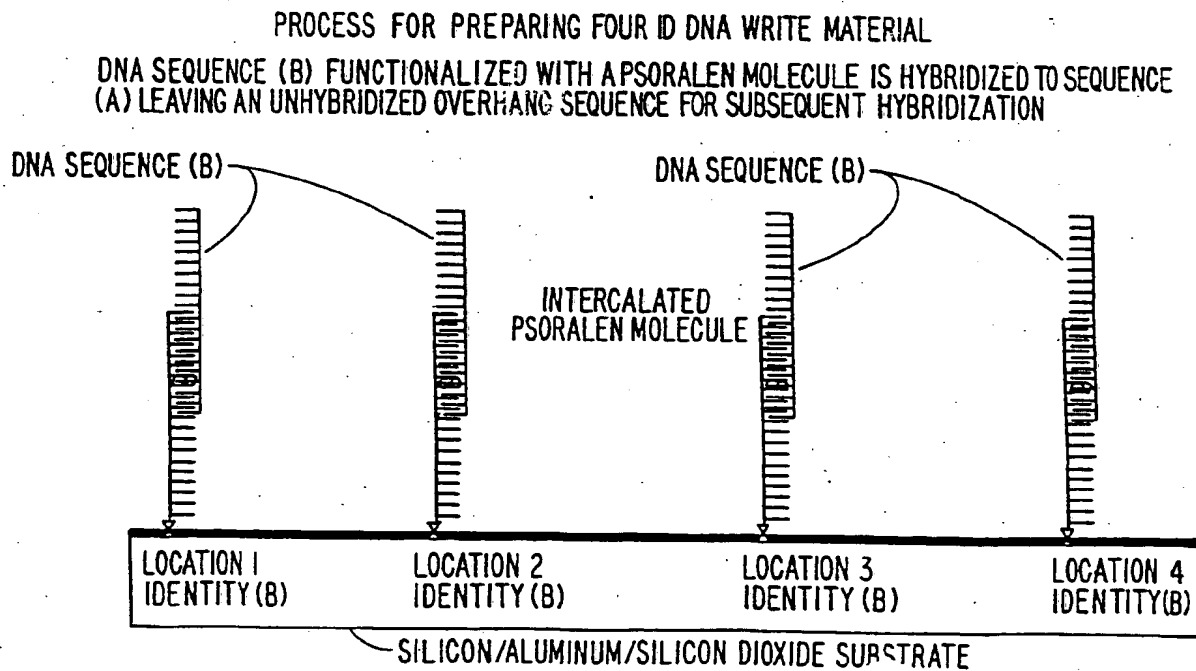 PROCESS FOR PREPARING FOUR ID DNA WRITE MATERIAL
DNA SEQUENCE (B) FUNCTIONALIZED WITH A PSORALEN MOLECULE IS HYBRIDIZED TO SEQUENCE
(A) LEAVING AN UNHYBRIDIZED OVERHANG SEQUENCE FOR SUBSEQUENT HYBRIDIZATION
DNA SEQUENCE (B)
DNA SEQUENCE (B)
INTERCALATED
PSORALEN MOLECULE
LOCATION 1
IDENTITY (B)
LOCATION 2
IDENTITY (B)
LOCATION 3
IDENTITY (B)
LOCATION 4
IDENTITY (B)
SILICON/ALUMINUM/SILICON DIOXIDE SUBSTRATE